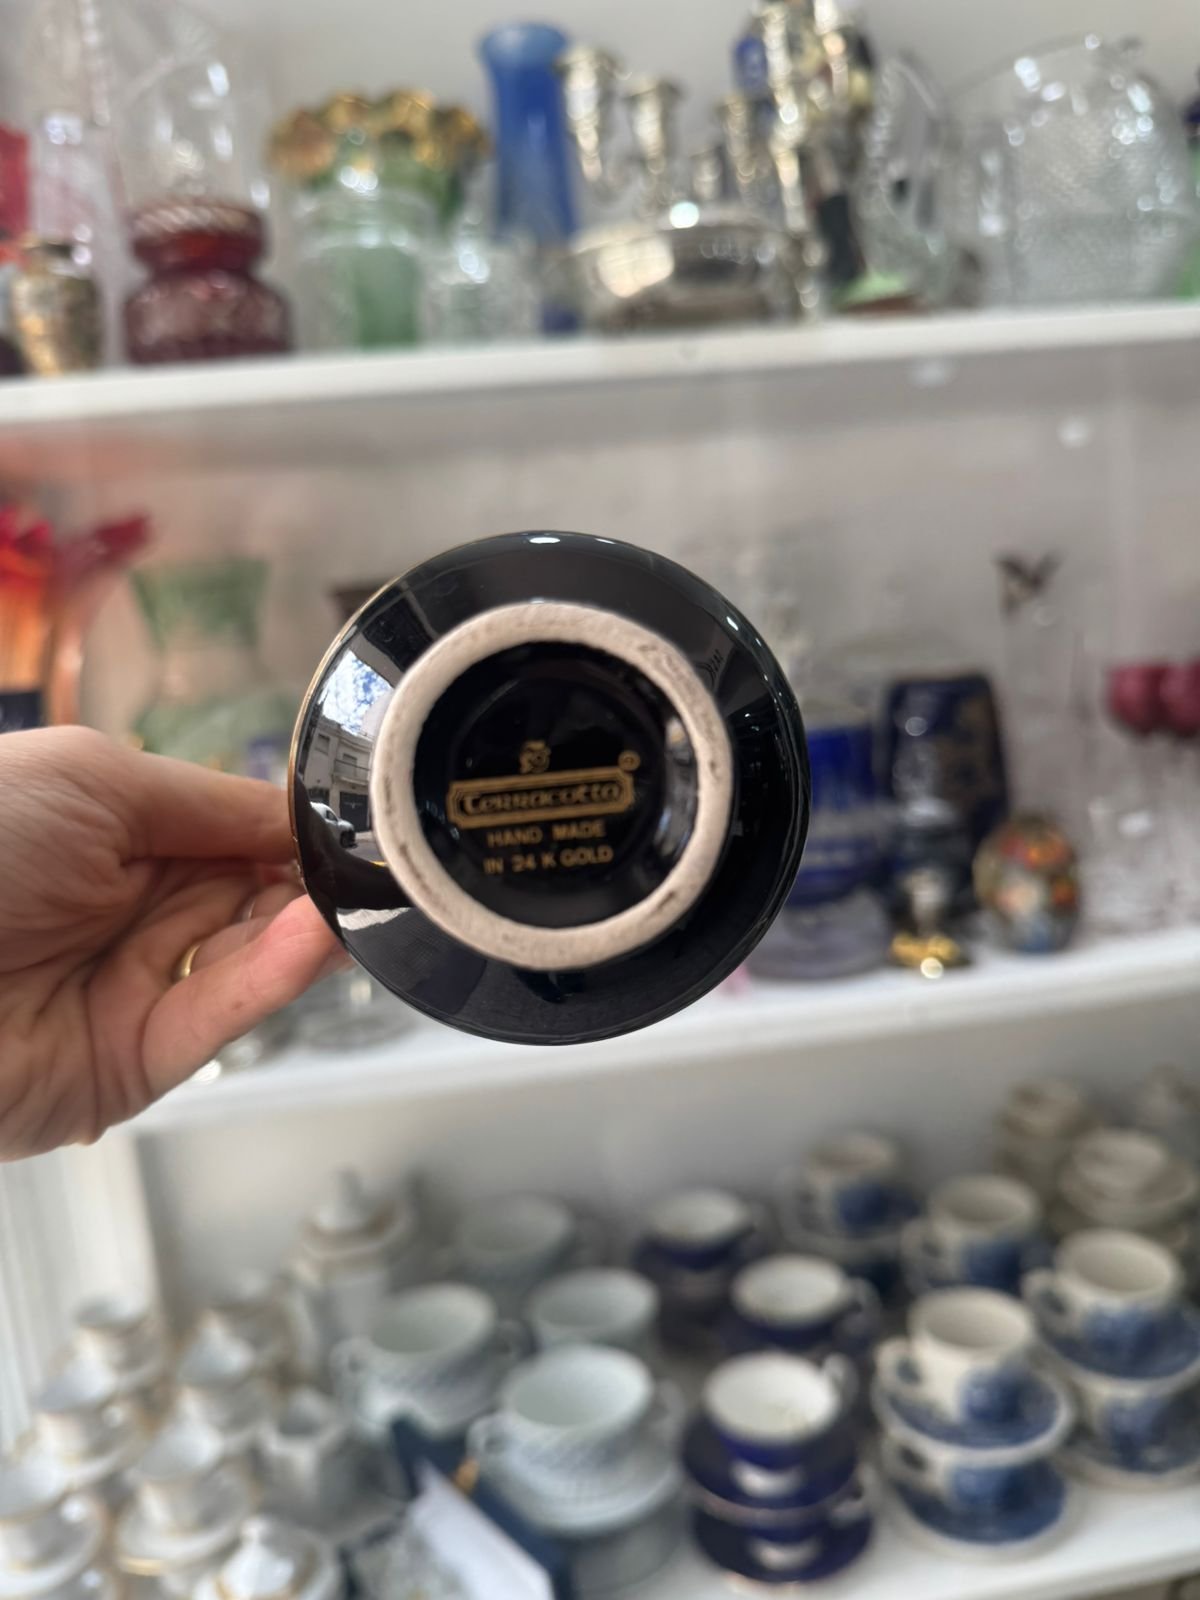 ©
Terracotta
HAND MADE
IN 24 K GOLD